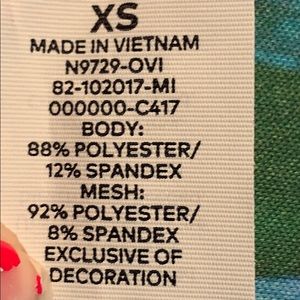 XS
MADE IN VIETNAM
N9729-OVI
82-102017-MI
000000-C417
BODY:
88% POLYESTER/
12% SPANDEX
MESH:
92% POLYESTER/
8% SPANDEX
EXCLUSIVE OF
DECORATION